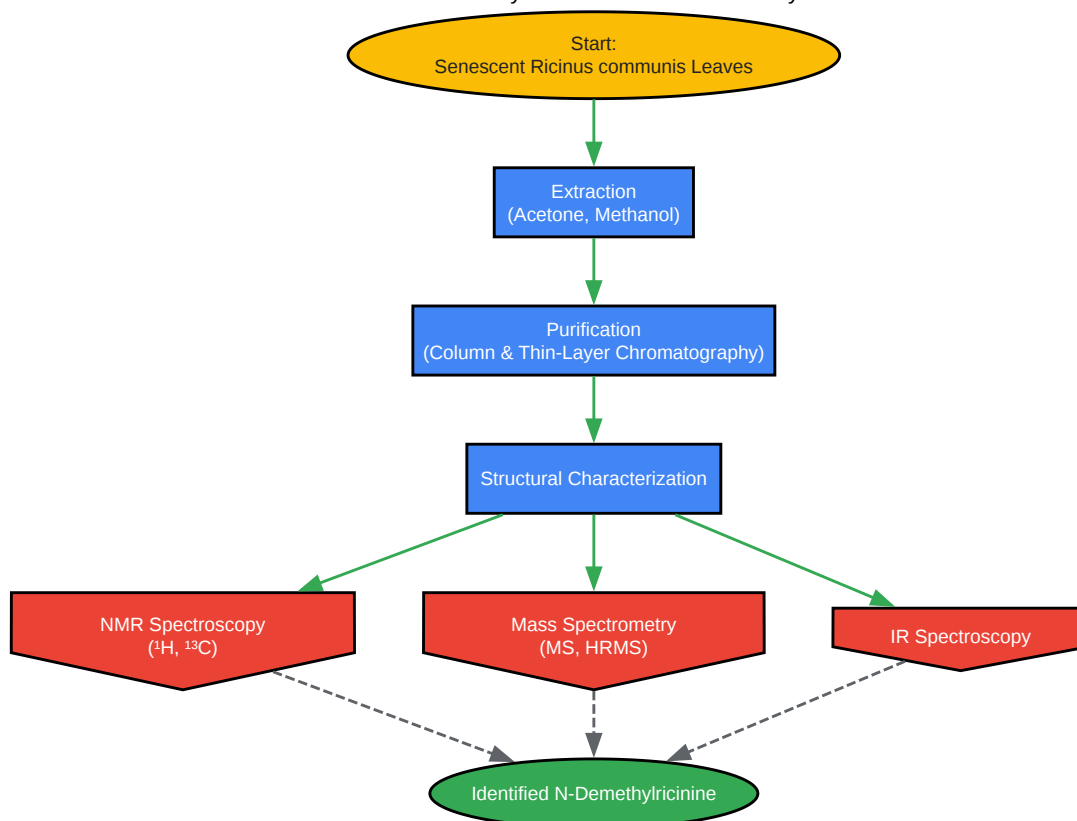 Start:
Senescent Ricinus communis Leaves
Extraction
(Acetone, Methanol)
Purification
(Column & Thin-Layer Chromatography)
Structural Characterization
NMR Spectroscopy
(¹H, ¹³C)
Mass Spectrometry
(MS, HRMS)
IR Spectroscopy
Identified N-Demethylricinine